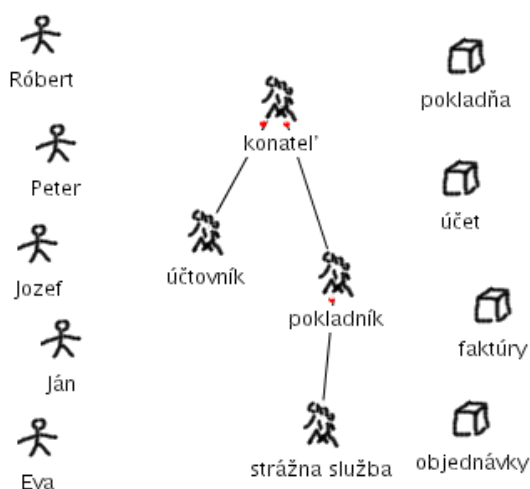 Róbert
Peter
Jozef
Ján
Eva
konateľ
účtovník
pokladník
strážna služba
pokladňa
účet
faktúry
objednávky